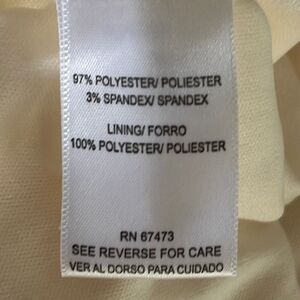 97% POLYESTER/ POLIESTER
3% SPANDEX/ SPANDEX
LINING/ FORRO
100% POLYESTER/ POLIESTER
RN 67473
SEE REVERSE FOR CARE
VER AL DORSO PARA CUIDADO